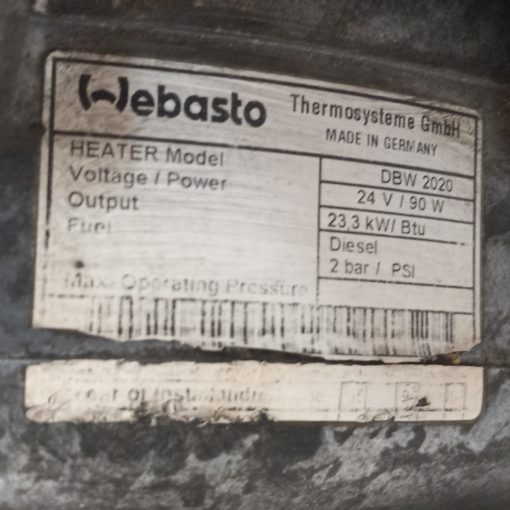 Webasto Thermosysteme GmbH
MADE IN GERMANY
HEATER Model DBW 2020
Voltage / Power 24 V / 90 W
Output 23,3 kW/ Btu
Fuel Diesel
Max. Operating Pressure 2 bar / PSI